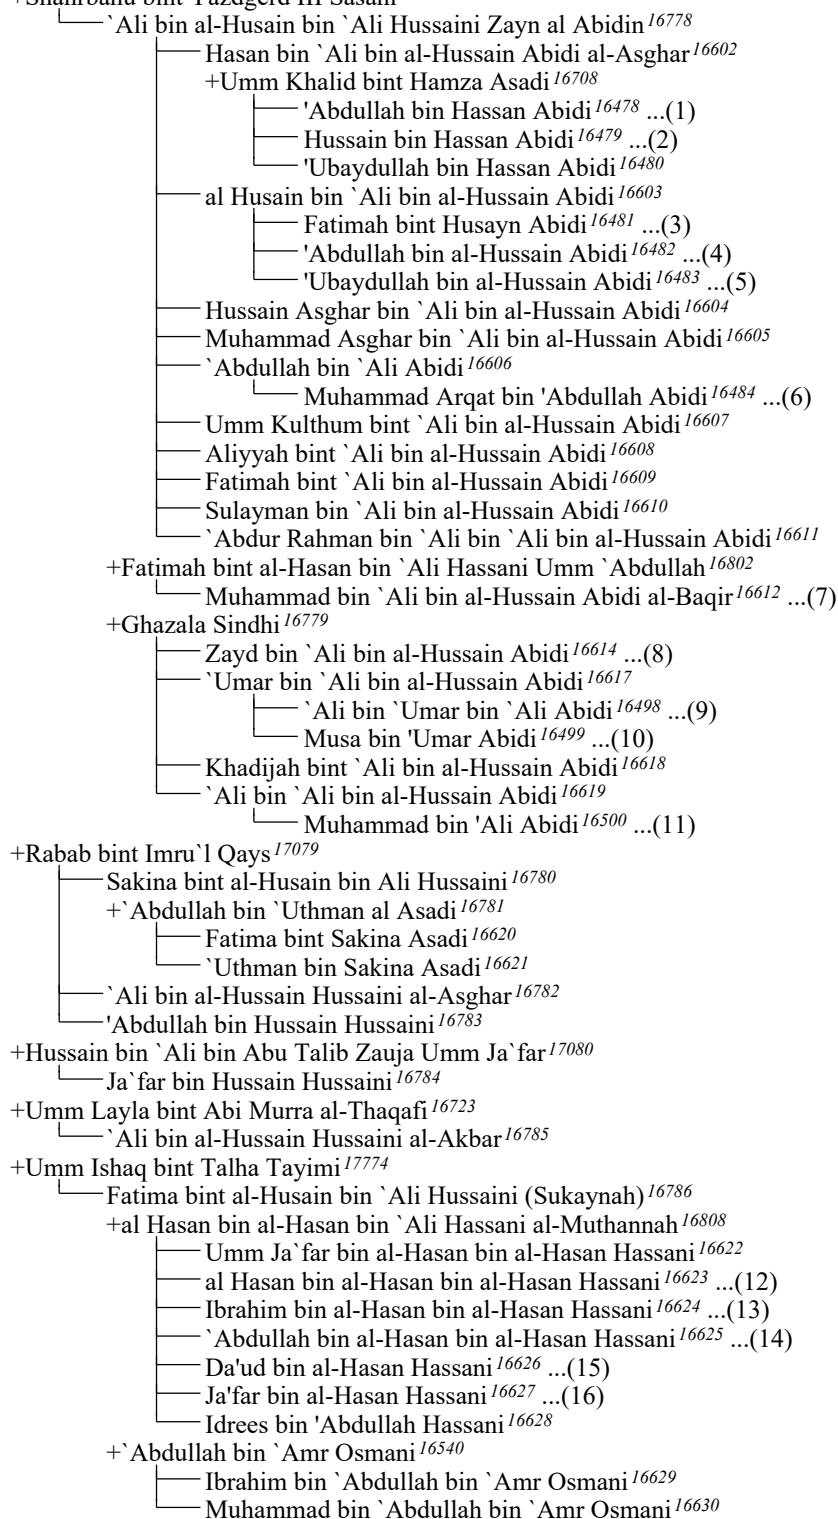 +Shahrbanu bint Yazdgerd III Sasani
`Ali bin al-Husain bin `Ali Hussaini Zayn al Abidin 16778
Hasan bin `Ali bin al-Hussain Abidi al-Asghar 16602
+Umm Khalid bint Hamza Asadi 16708
'Abdullah bin Hassan Abidi 16478 ...(1)
Hussain bin Hassan Abidi 16479 ...(2)
'Ubaydullah bin Hassan Abidi 16480
al Husain bin `Ali bin al-Hussain Abidi 16603
Fatimah bint Husayn Abidi 16481 ...(3)
'Abdullah bin al-Hussain Abidi 16482 ...(4)
'Ubaydullah bin al-Hussain Abidi 16483 ...(5)
Hussain Asghar bin `Ali bin al-Hussain Abidi 16604
Muhammad Asghar bin `Ali bin al-Hussain Abidi 16605
`Abdullah bin `Ali Abidi 16606
Muhammad Arqat bin 'Abdullah Abidi 16484 ...(6)
Umm Kulthum bint `Ali bin al-Hussain Abidi 16607
Aliyyah bint `Ali bin al-Hussain Abidi 16608
Fatimah bint `Ali bin al-Hussain Abidi 16609
Sulayman bin `Ali bin al-Hussain Abidi 16610
`Abdur Rahman bin `Ali bin `Ali bin al-Hussain Abidi 16611
+Fatimah bint al-Hasan bin `Ali Hassani Umm `Abdullah 16802
Muhammad bin `Ali bin al-Hussain Abidi al-Baqir 16612 ...(7)
+Ghazala Sindhi 16779
Zayd bin `Ali bin al-Hussain Abidi 16614 ...(8)
`Umar bin `Ali bin al-Hussain Abidi 16617
`Ali bin `Umar bin `Ali Abidi 16498 ...(9)
Musa bin 'Umar Abidi 16499 ...(10)
Khadijah bint `Ali bin al-Hussain Abidi 16618
`Ali bin `Ali bin al-Hussain Abidi 16619
Muhammad bin 'Ali Abidi 16500 ...(11)
+Rabab bint Imru`l Qays 17079
Sakina bint al-Husain bin Ali Hussaini 16780
+`Abdullah bin `Uthman al Asadi 16781
Fatima bint Sakina Asadi 16620
`Uthman bin Sakina Asadi 16621
`Ali bin al-Hussain Hussaini al-Asghar 16782
'Abdullah bin Hussain Hussaini 16783
+Hussain bin `Ali bin Abu Talib Zauja Umm Ja`far 17080
Ja`far bin Hussain Hussaini 16784
+Umm Layla bint Abi Murra al-Thaqafi 16723
`Ali bin al-Hussain Hussaini al-Akbar 16785
+Umm Ishaq bint Talha Tayimi 17774
Fatima bint al-Husain bin `Ali Hussaini (Sukaynah) 16786
+al Hasan bin al-Hasan bin `Ali Hassani al-Muthannah 16808
Umm Ja`far bin al-Hasan bin al-Hasan Hassani 16622
al Hasan bin al-Hasan bin al-Hasan Hassani 16623 ...(12)
Ibrahim bin al-Hasan bin al-Hasan Hassani 16624 ...(13)
`Abdullah bin al-Hasan bin al-Hasan Hassani 16625 ...(14)
Da'ud bin al-Hasan Hassani 16626 ...(15)
Ja'far bin al-Hasan Hassani 16627 ...(16)
Idrees bin 'Abdullah Hassani 16628
+`Abdullah bin `Amr Osmani 16540
Ibrahim bin `Abdullah bin `Amr Osmani 16629
Muhammad bin `Abdullah bin `Amr Osmani 16630